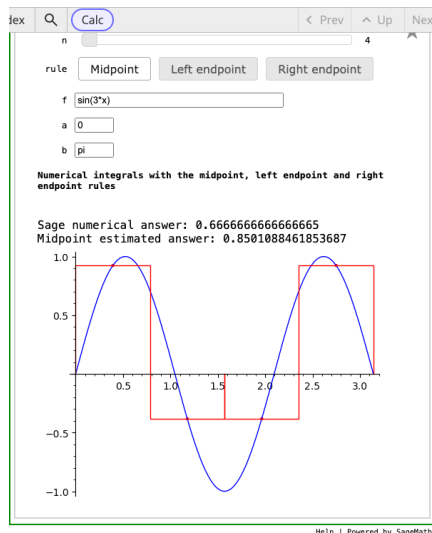 dex Calc < Prev ^ Up Nex
n 4
rule Midpoint Left endpoint Right endpoint
f sin(3*x)
a 0
b pi
Numerical integrals with the midpoint, left endpoint and right
endpoint rules
Sage numerical answer: 0.6666666666666665
Midpoint estimated answer: 0.8501088461853687
1.0
0.5
0.5 1.0 1.5 2.0 2.5 3.0
−0.5
−1.0
Help | Powered by SageMath